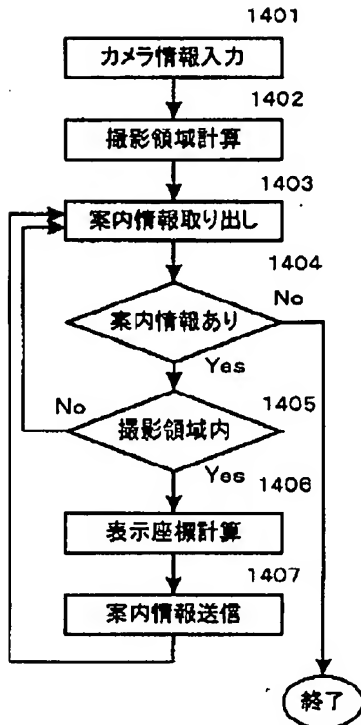 1401
カメラ情報入力
1402
撮影領域計算
1403
案内情報取り出し
1404
案内情報あり
No
Yes
No
1405
撮影領域内
Yes
1406
表示座標計算
1407
案内情報送信
終了